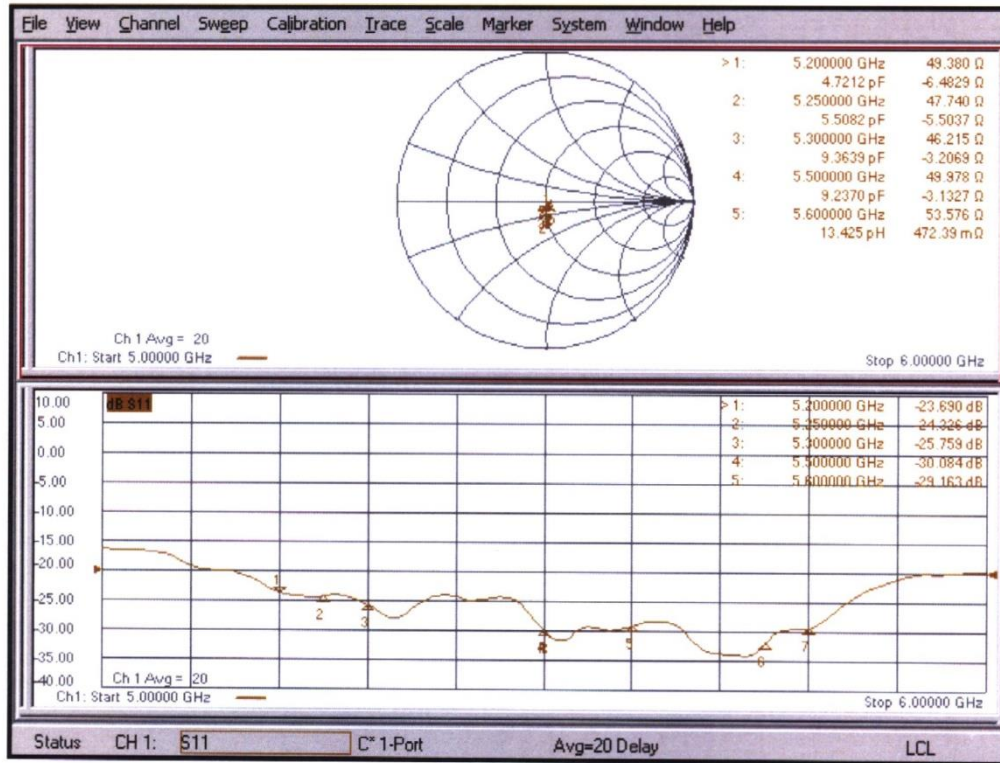 File View Channel Sweep Calibration Trace Scale Marker System Window Help
> 1: 5.200000 GHz 49.380 Ω
4.7212 pF -6.4829 Ω
2: 5.250000 GHz 47.740 Ω
5.5082 pF -5.5037 Ω
3: 5.300000 GHz 46.215 Ω
9.3639 pF -3.2069 Ω
4: 5.500000 GHz 49.978 Ω
9.2370 pF -3.1327 Ω
5: 5.600000 GHz 53.576 Ω
13.425 pH 472.39 mΩ
Ch 1 Avg = 20
Ch1: Start 5.00000 GHz
Stop 6.00000 GHz
10.00
dB S11
> 1: 5.200000 GHz -23.690 dB
5.00
2: 5.250000 GHz -24.326 dB
0.00
3: 5.300000 GHz -25.759 dB
4: 5.500000 GHz -30.084 dB
-5.00
5: 5.600000 GHz -29.163 dB
-10.00
-15.00
-20.00
1
-25.00
2
3
-30.00
5
6
7
-35.00
-40.00
Ch 1 Avg = 20
Ch1: Start 5.00000 GHz
Stop 6.00000 GHz
Status CH 1: S11 C* 1-Port Avg=20 Delay LCL